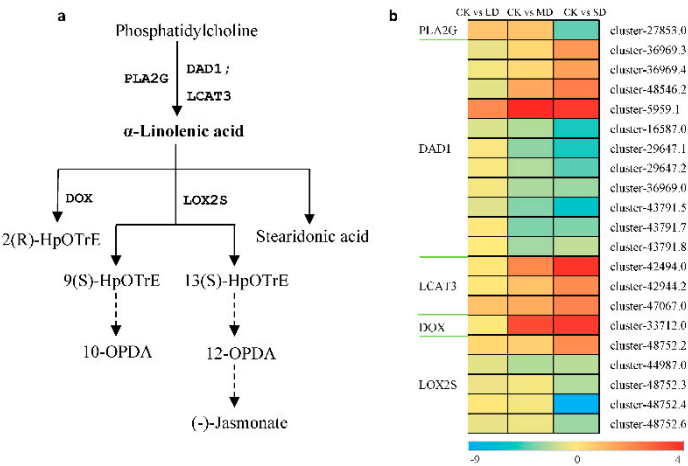 a
Phosphatidylcholine
PLA2G
DAD1;
LCAT3
α-Linolenic acid
DOX
LOX2S
2(R)-HpOTrE
Stearidonic acid
9(S)-HpOTrE
13(S)-HpOTrE
10-OPDA
12-OPDA
(-)-Jasmonate
b
CK vs LD CK vs MD CK vs SD
PLA2G cluster-27853.0
cluster-36969.3
cluster-36969.4
cluster-48546.2
cluster-5959.1
cluster-16587.0
DAD1 cluster-29647.1
cluster-29647.2
cluster-36969.0
cluster-43791.5
cluster-43791.7
cluster-43791.8
cluster-42494.0
LCAT3 cluster-42944.2
cluster-47067.0
DOX cluster-33712.0
cluster-48752.2
cluster-44987.0
LOX2S cluster-48752.3
cluster-48752.4
cluster-48752.6
-9 0 4